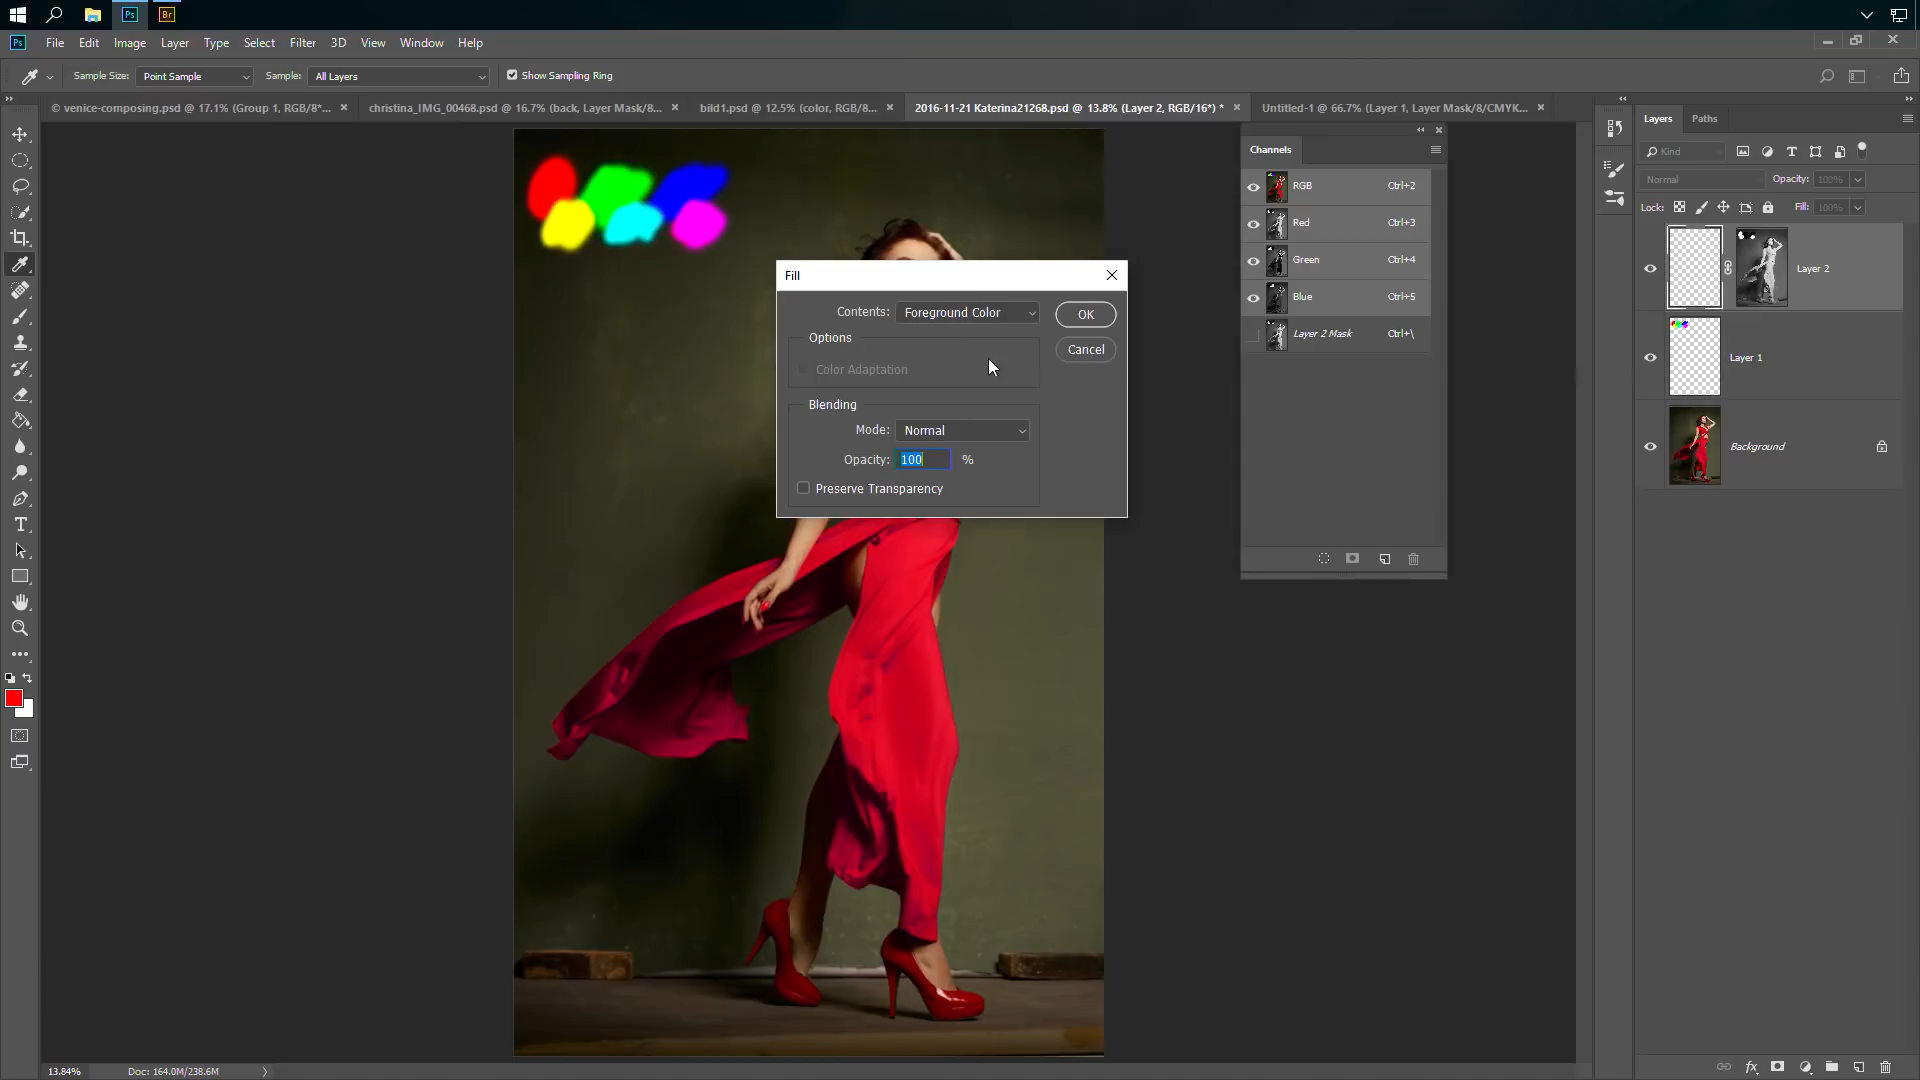 Ps Br
Ps File Edit Image Layer Type Select Filter 3D View Window Help
Sample Size: Point Sample Sample: All Layers Show Sampling Ring
© venice-composing.psd @ 17.1% (Group 1, RGB/8*... christina_IMG_00468.psd @ 16.7% (back, Layer Mask/8... bild1.psd @ 12.5% (color, RGB/8... 2016-11-21 Katerina21268.psd @ 13.8% (Layer 2, RGB/16*) * Untitled-1 @ 66.7% (Layer 1, Layer Mask/8/CMYK...
Layers Paths
Channels
Kind
Normal Opacity: 100%
Lock: Fill: 100%
RGB Ctrl+2
Red Ctrl+3
Green Ctrl+4
Blue Ctrl+5
Layer 2 Mask Ctrl+\
Layer 2
Layer 1
Background
Fill
Contents: Foreground Color OK
Options
Cancel
Color Adaptation
Blending
Mode: Normal
Opacity: 100 %
Preserve Transparency
T
13.84% Doc: 164.0M/238.6M
fx